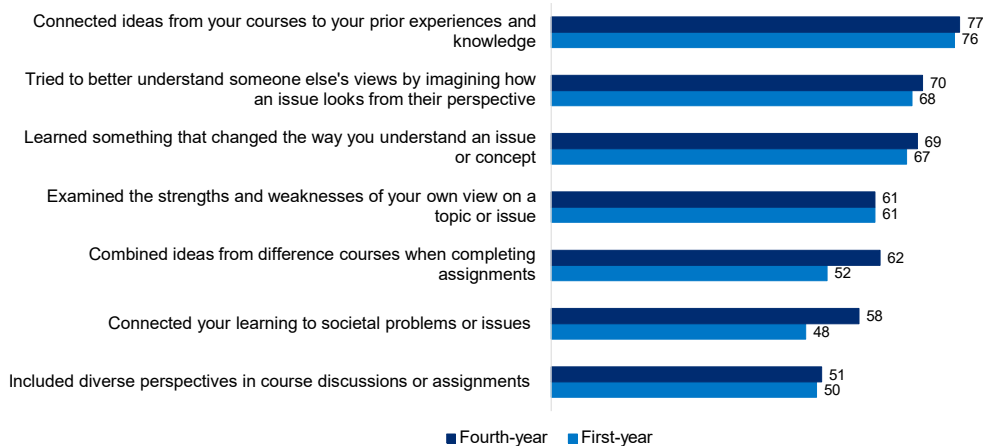 Connected ideas from your courses to your prior experiences and
knowledge
77
76
Tried to better understand someone else's views by imagining how
an issue looks from their perspective
70
68
Learned something that changed the way you understand an issue
or concept
69
67
Examined the strengths and weaknesses of your own view on a
topic or issue
61
61
Combined ideas from difference courses when completing
assignments
62
52
Connected your learning to societal problems or issues
58
48
Included diverse perspectives in course discussions or assignments
51
50
Fourth-year First-year